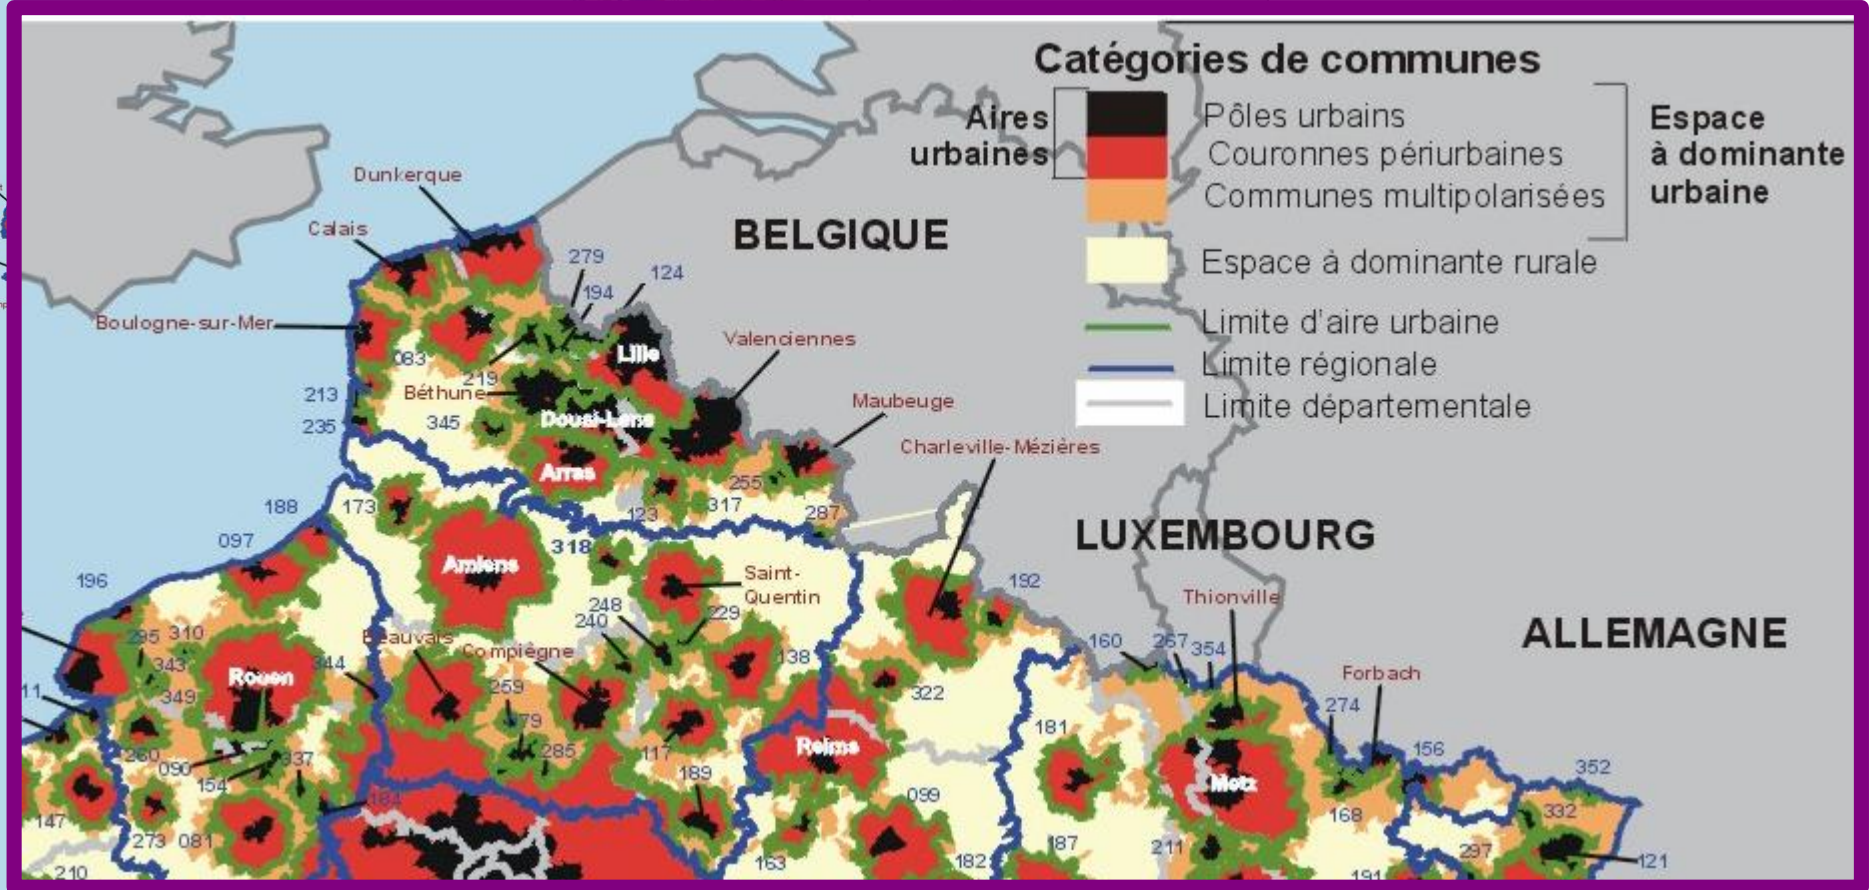 Catégories de communes
Aires
urbaines
Pôles urbains
Couronnes périurbaines
Communes multipolarisées
Espace
à dominante
urbaine
Espace à dominante rurale
Limite d'aire urbaine
Limite régionale
Limite départementale
Dunkerque
Calais
BELGIQUE
279
124
194
Boulogne-sur-Mer
Lille
Valenciennes
083
219
213
Béthune
Maubeuge
235
345
Douai-Lens
Charleville-Mézières
Arras
255
188
173
123
317
287
LUXEMBOURG
097
318
Amiens
196
Saint-
Quentin
192
Thionville
248
229
240
ALLEMAGNE
295
310
Beauvais
Compiègne
138
160
267
354
343
344
Rouen
Forbach
11
349
259
322
274
181
260
117
285
Reims
156
090
337
154
189
352
Metz
184
099
147
273
081
168
332
163
182
187
211
297
121
210
191